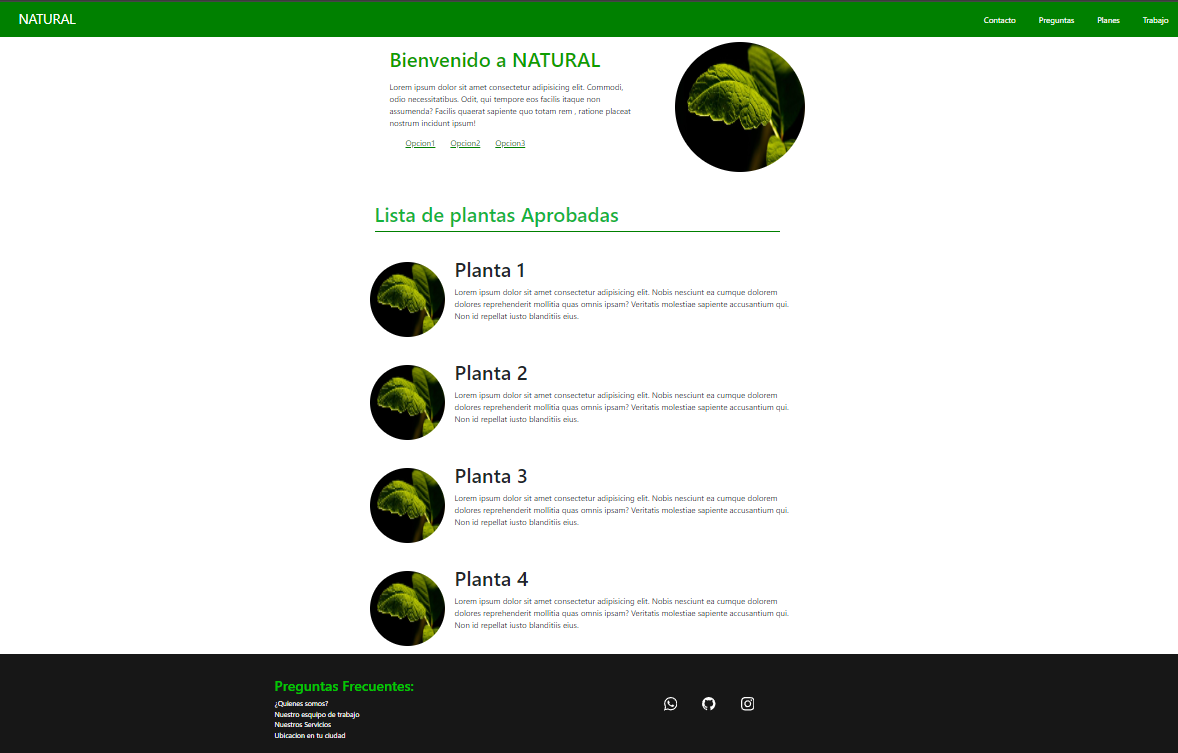 NATURAL
Contacto Preguntas Planes Trabajo
Bienvenido a NATURAL
Lorem ipsum dolor sit amet consectetur adipisicing elit. Commodi,
odio necessitatibus. Odit, qui tempore eos facilis itaque non
assumenda? Facilis quaerat sapiente quo totam rem , ratione placeat
nostrum incidunt ipsum!
Opcion1 Opcion2 Opcion3
Lista de plantas Aprobadas
Planta 1
Lorem ipsum dolor sit amet consectetur adipisicing elit. Nobis nesciunt ea cumque dolorem
dolores reprehenderit mollitia quas omnis ipsam? Veritatis molestiae sapiente accusantium qui.
Non id repellat iusto blanditiis eius.
Planta 2
Lorem ipsum dolor sit amet consectetur adipisicing elit. Nobis nesciunt ea cumque dolorem
dolores reprehenderit mollitia quas omnis ipsam? Veritatis molestiae sapiente accusantium qui.
Non id repellat iusto blanditiis eius.
Planta 3
Lorem ipsum dolor sit amet consectetur adipisicing elit. Nobis nesciunt ea cumque dolorem
dolores reprehenderit mollitia quas omnis ipsam? Veritatis molestiae sapiente accusantium qui.
Non id repellat iusto blanditiis eius.
Planta 4
Lorem ipsum dolor sit amet consectetur adipisicing elit. Nobis nesciunt ea cumque dolorem
dolores reprehenderit mollitia quas omnis ipsam? Veritatis molestiae sapiente accusantium qui.
Non id repellat iusto blanditiis eius.
Preguntas Frecuentes:
¿Quienes somos?
Nuestro esquipo de trabajo
Nuestros Servicios
Ubicacion en tu ciudad